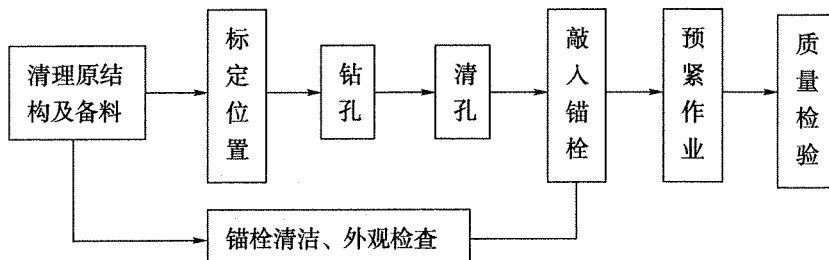 清理原结
构及备料
标定位置
钻孔
清孔
敲入锚栓
预紧作业
质量检验
锚栓清洁、外观检查